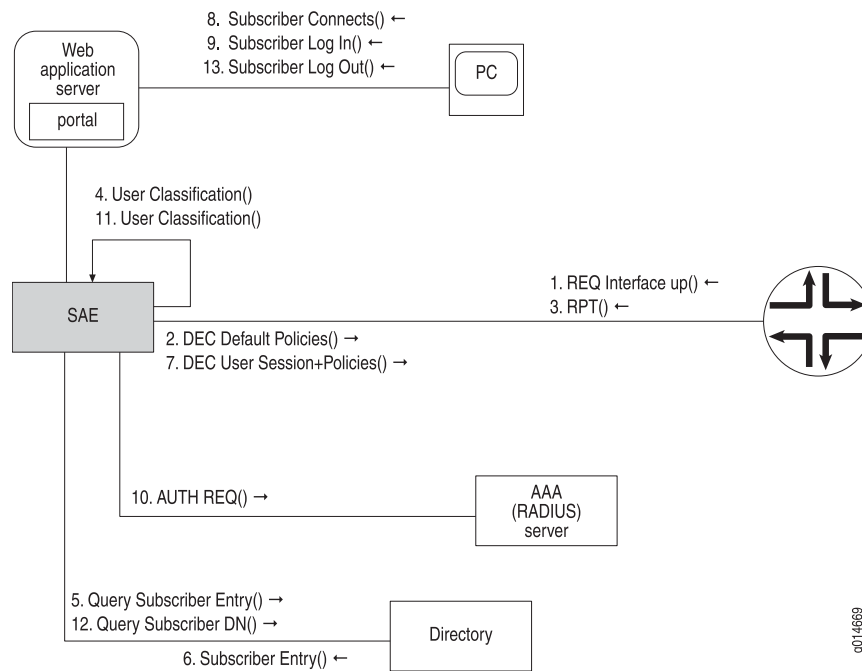 8. Subscriber Connects() ←
9. Subscriber Log In() ←
13. Subscriber Log Out() ←
Web
application
server
portal
PC
4. User Classification()
11. User Classification()
SAE
1. REQ Interface up() ←
3. RPT() ←
2. DEC Default Policies() →
7. DEC User Session+Policies() →
10. AUTH REQ() →
AAA
(RADIUS)
server
5. Query Subscriber Entry() →
12. Query Subscriber DN() →
6. Subscriber Entry() ←
Directory
g014669